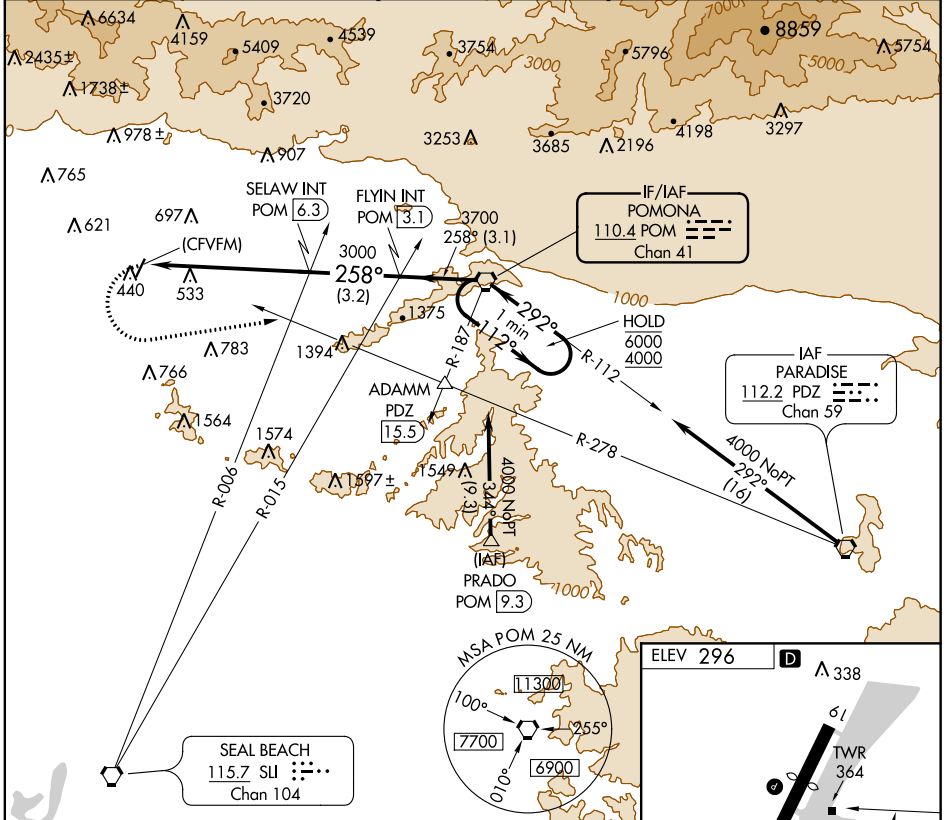 6634
4159
5409
4539
3754
5796
7000
8859
5754
2435±
3000
5000
1738±
3720
978±
907
3253
3685
2196
4198
3297
765
SELAW INT
POM 6.3
FLYIN INT
POM 3.1
3700
258° (3.1)
IF/IAF
POMONA
110.4 POM
Chan 41
621
697
(CFVFM)
3000
258°
(3.2)
440
533
1000
292°
1 min
112°
HOLD
6000
4000
1375
R-187
R-112
783
1394
766
ADAMM
PDZ
15.5
IAF
PARADISE
112.2 PDZ
Chan 59
1564
1574
R-278
4000 NoPT
292°
(16)
1549
1597±
4000 NoPT
344°
(9.3)
R-006
R-015
(IAF)
PRADO
POM 9.3
1000
MSA POM 25 NM
11300
100°
255°
7700
6900
010°
SEAL BEACH
115.7 SLI
Chan 104
ELEV 296
D
338
19
TWR
364
P